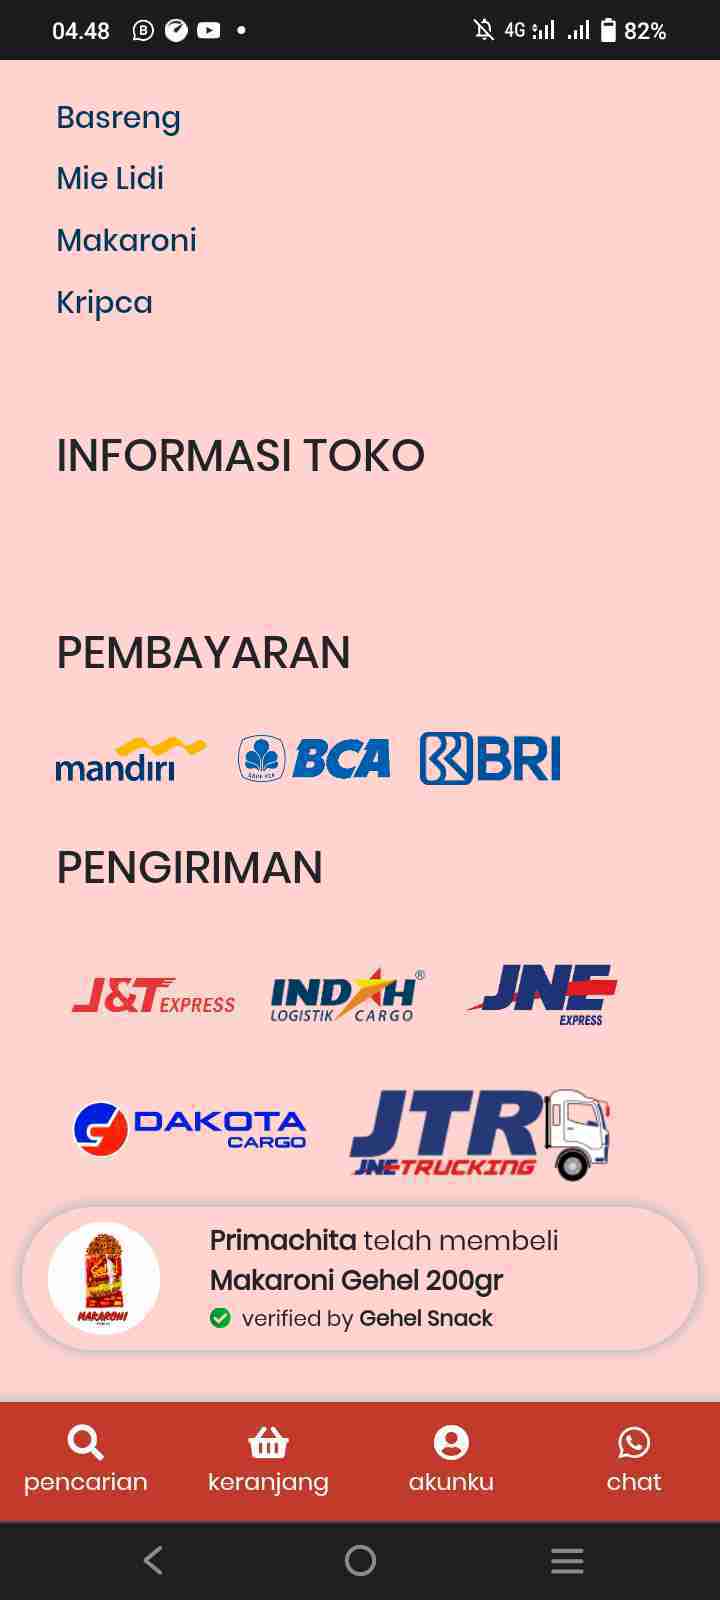 04.48
4G
82%
Basreng
Mie Lidi
Makaroni
Kripca
INFORMASI TOKO
PEMBAYARAN
mandiri BCA BRI
PENGIRIMAN
J&T EXPRESS
INDAH ®
LOGISTIK CARGO
JNE
EXPRESS
DAKOTA
CARGO
JTR
JNE TRUCKING
Primachita telah membeli
Makaroni Gehel 200gr
verified by Gehel Snack
MAKARONI
pencarian keranjang akunku chat